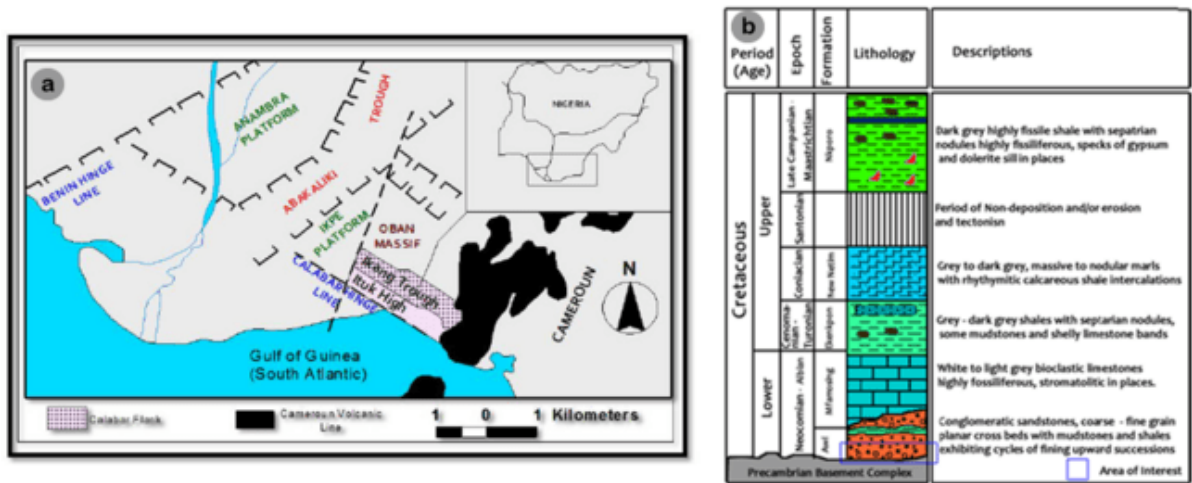 a
ANAMBRA
PLATFORM
TROUGH
NIGERIA
BENIN HINGE
LINE
ABAKALIKI
IKPE
PLATFORM
OBAN
MASSIF
Ikang Trough
Ituk High
CALABAR HINGE
LINE
CAMEROUN
N
Gulf of Guinea
(South Atlantic)
Calabar Flank
Cameroun Volcanic
Line.
1 0 1 Kilometers
b
Period
(Age)
Epoch
Formation
Lithology
Descriptions
Cretaceous
Upper
Lower
Late Campanian -
Maastrichtian
Nkporo
Dark grey highly fissile shale with sepatrian
nodules highly fissiliferous, specks of gypsum
and dolerite sill in places
Santonian
Period of Non-deposition and/or erosion
and tectonisn
Coniacian
New Netim
Grey to dark grey, massive to nodular marls
with rhythymitic calcareous shale intercalations
Cenoma-
nian -
Turonian
Ekenkpon
Grey - dark grey shales with septarian nodules,
some mudstones and shelly limestone bands
Neocomian - Albian
Mfamosing
White to light grey bioclastic limestones
highly fossiliferous, stromatolitic in places.
Awi
Conglomeratic sandstones, coarse - fine grain
planar cross beds with mudstones and shales
exhibiting cycles of fining upward successions
Precambrian Basement Complex
Area of Interest